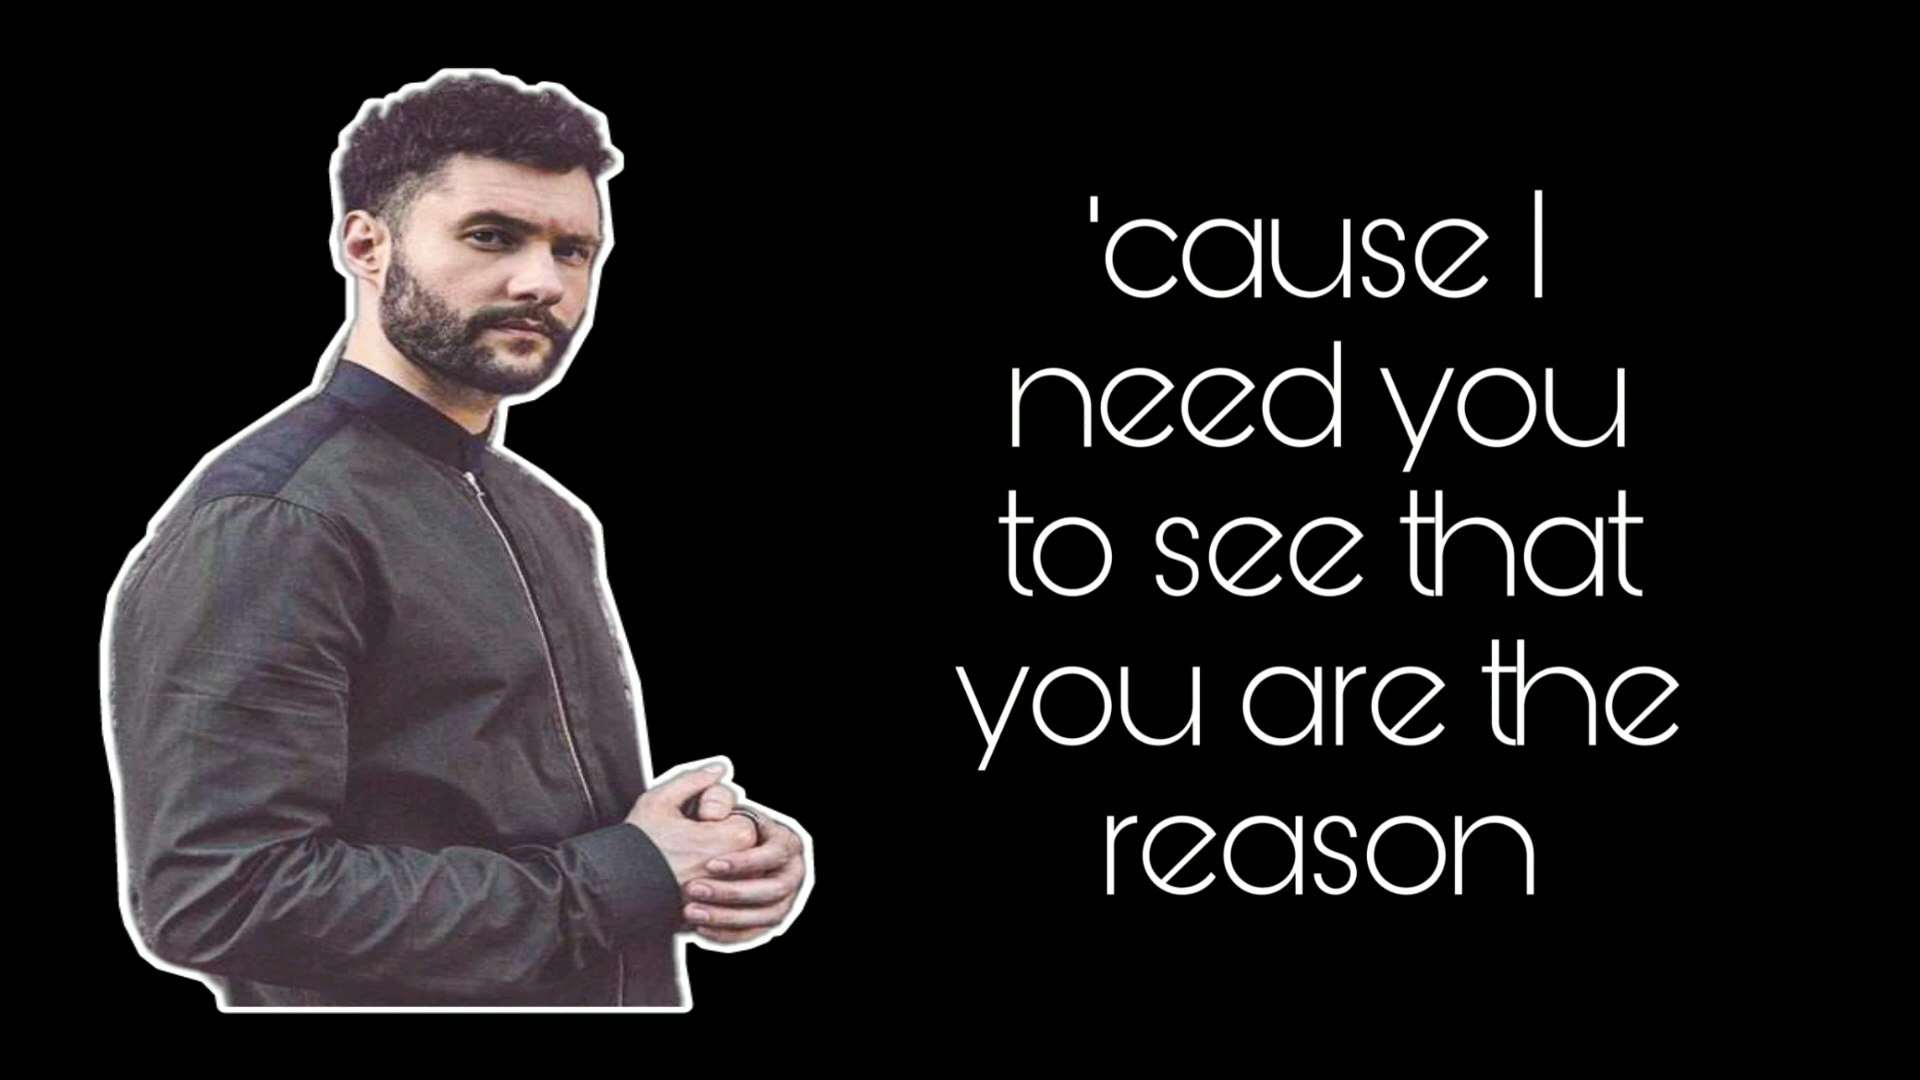 'cause I
need you
to see that
you are the
reason